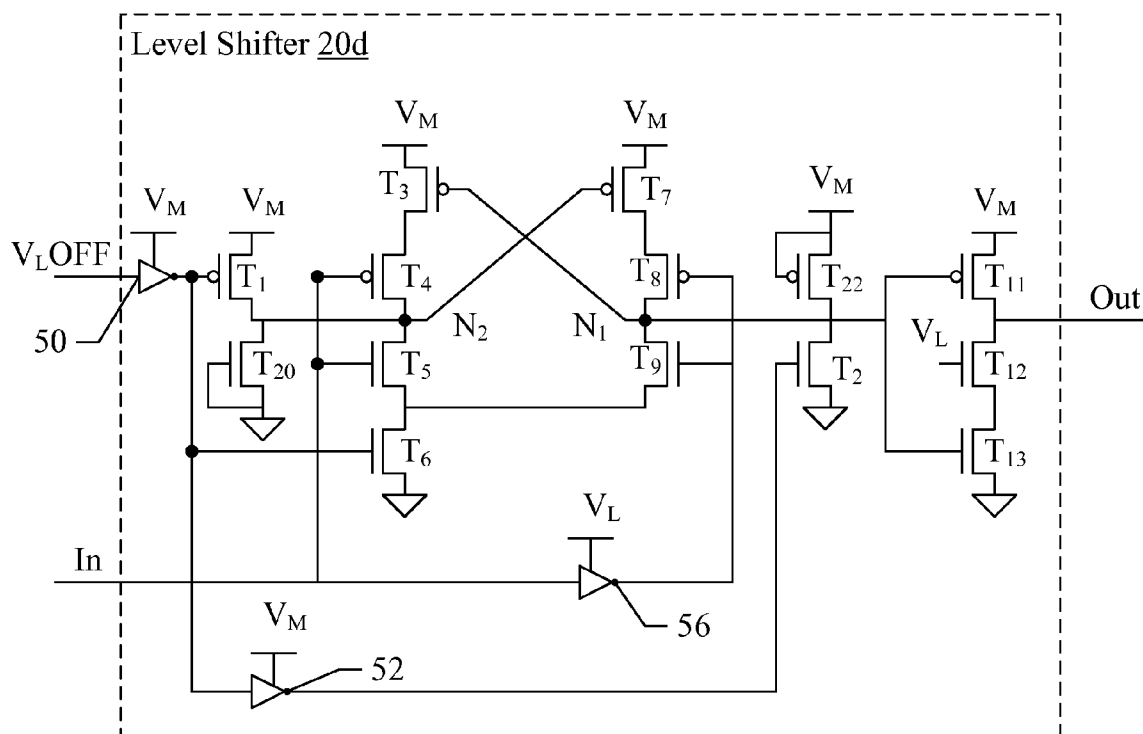 Level Shifter 20d
V_M
V_M
V_M
V_M
V_M
V_M
T_3
T_7
V_LOFF
T_1
T_4
T_8
T_22
T_11
Out
50
N_2
N_1
V_L
T_20
T_5
T_9
T_2
T_12
T_6
T_13
V_L
In
56
V_M
52